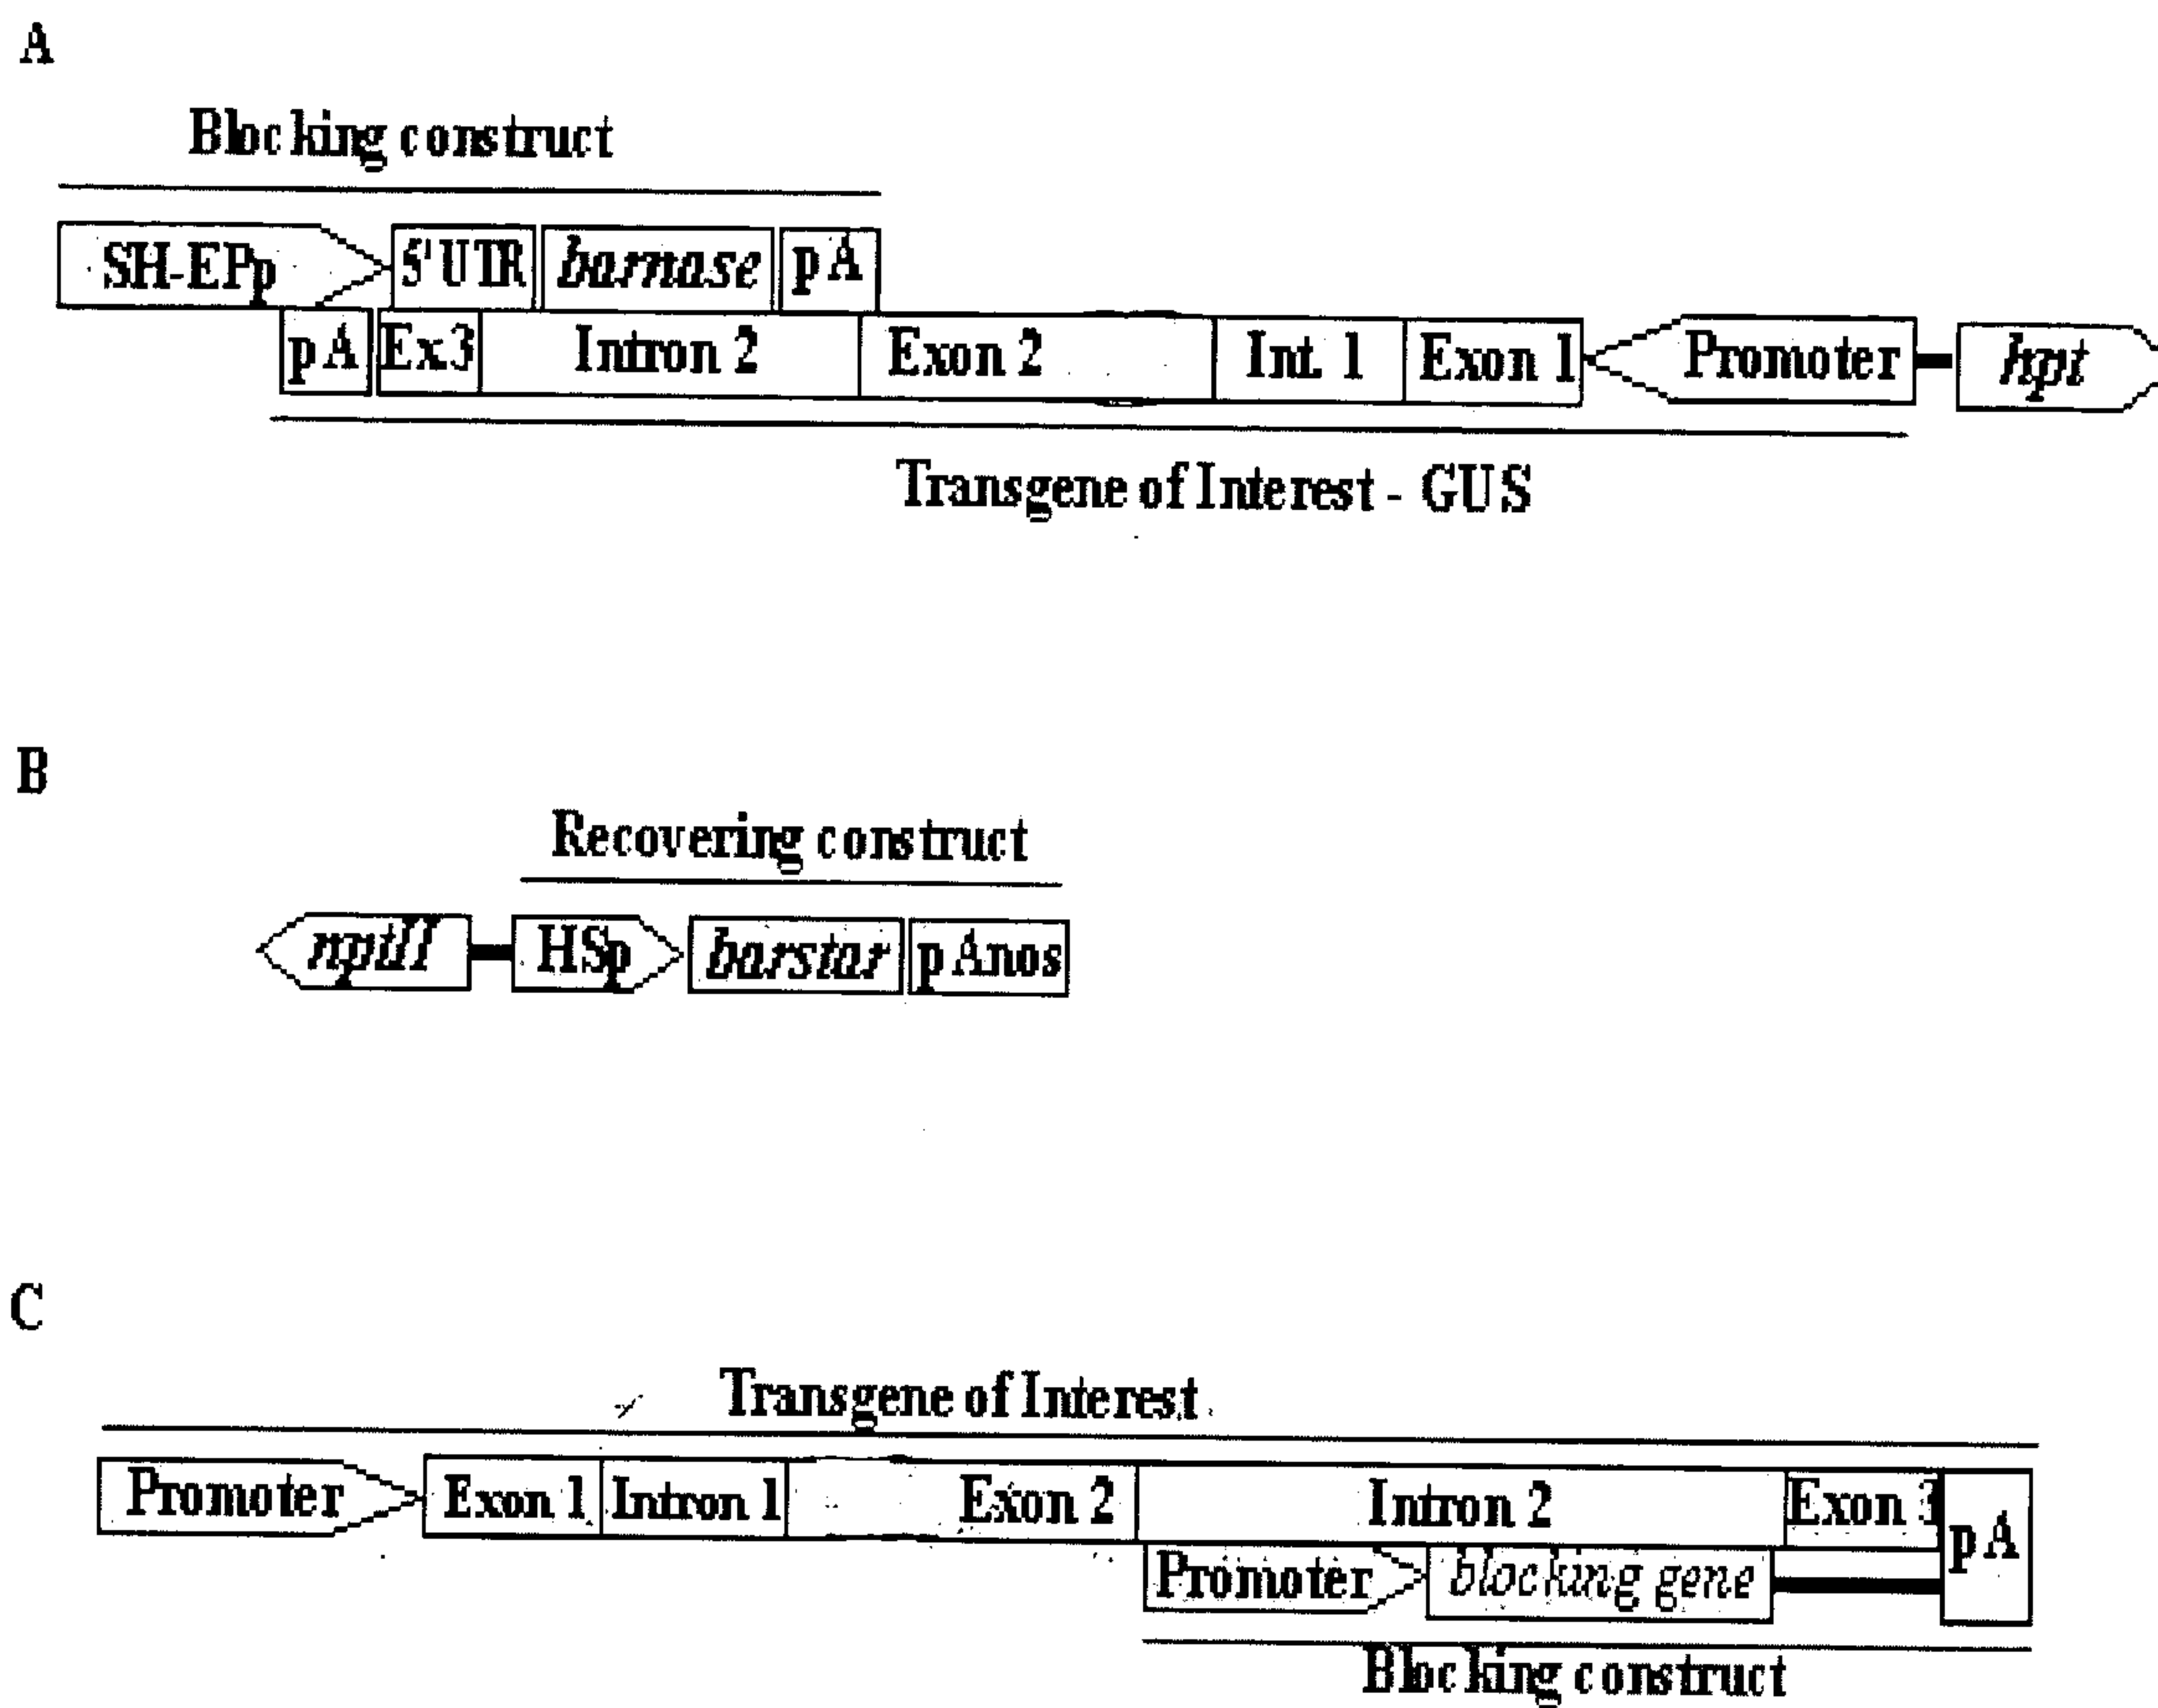 A
Blocking construct
SH-EPp 5'UTR barnase pA
pA Ex3 Intron 2 Exon 2 Int. 1 Exon 1 Promoter hpt
Transgene of Interest - GUS
B
Recovering construct
nptII HSp barstar pAnos
C
Transgene of Interest
Promoter Exon 1 Intron 1 Exon 2 Intron 2 Exon 3 pA
Promoter blocking gene
Blocking construct